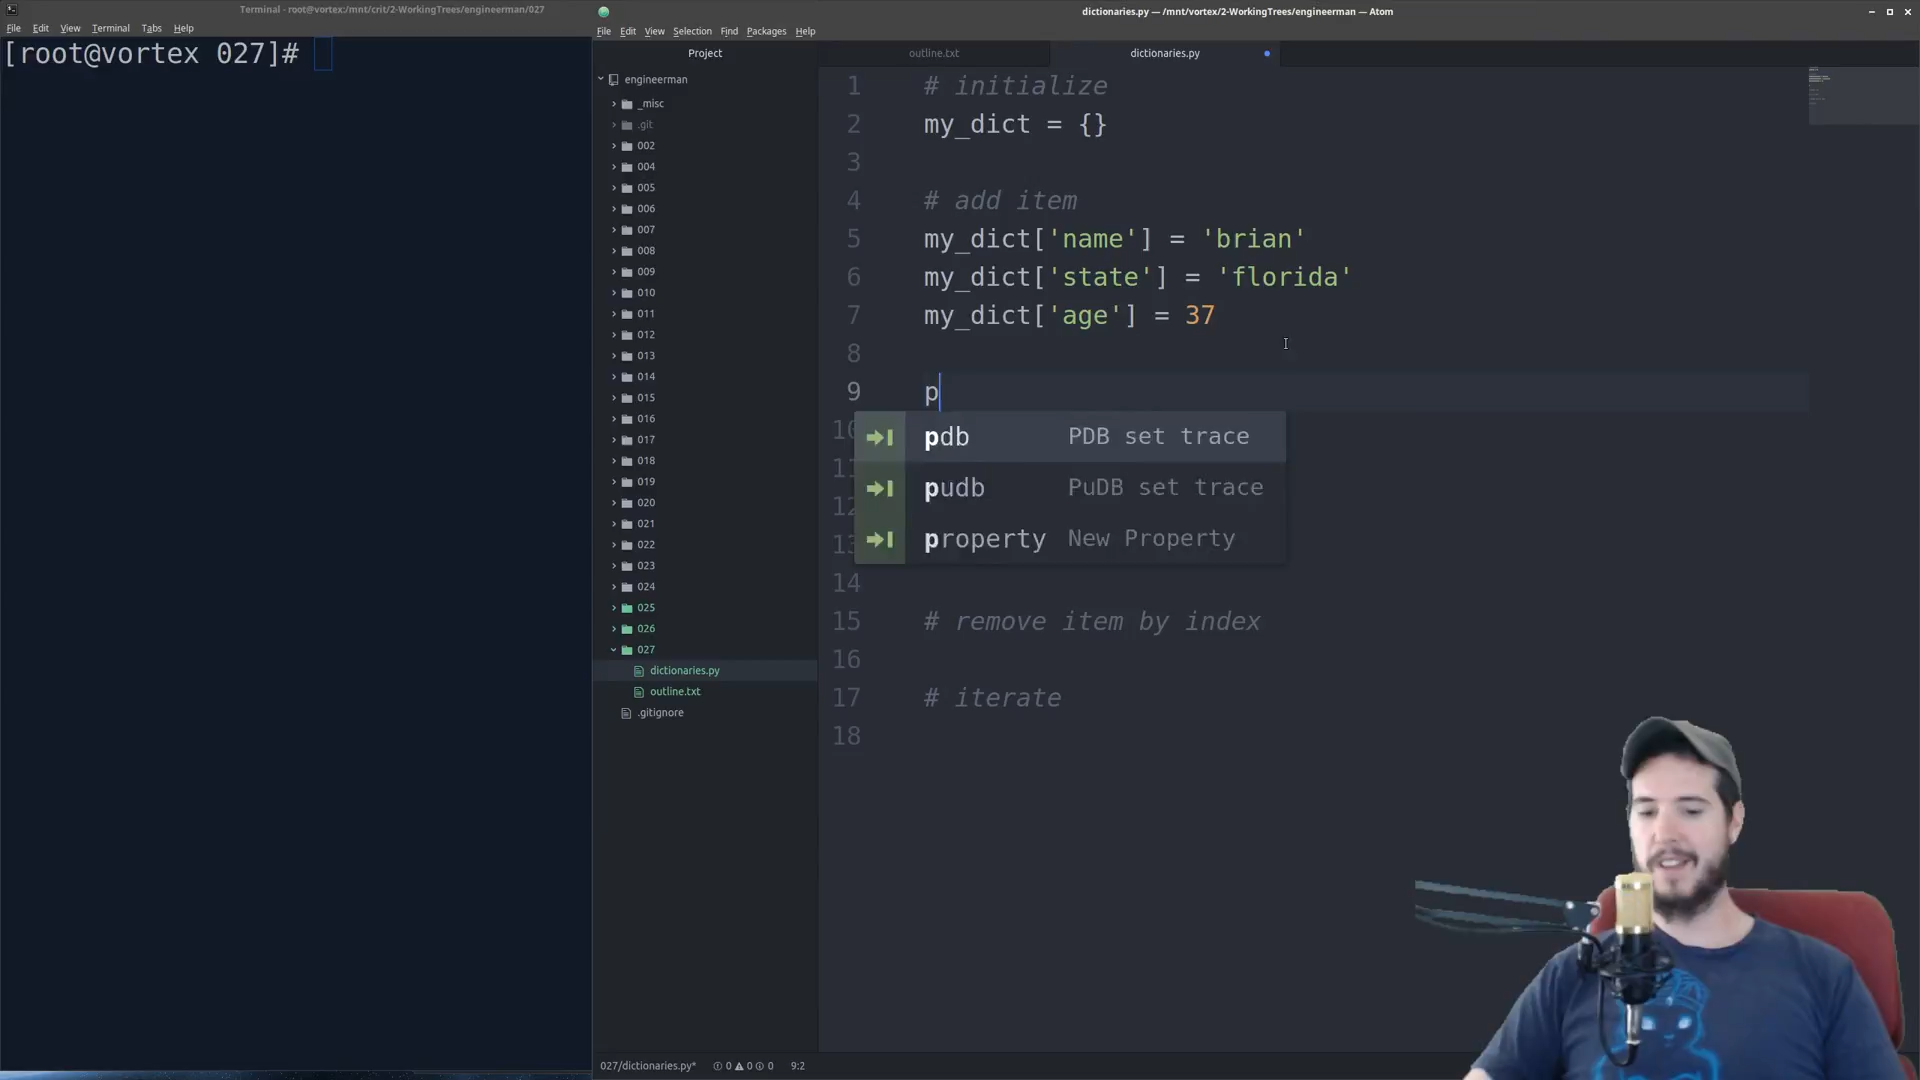 Terminal - root@vortex:/mnt/crit/2-WorkingTrees/engineerman/027
File Edit View Terminal Tabs Help
[root@vortex 027]#
dictionaries.py — /mnt/vortex/2-WorkingTrees/engineerman — Atom
File Edit View Selection Find Packages Help
Project
engineerman
_misc
.git
002
004
005
006
007
008
009
010
011
012
013
014
015
016
017
018
019
020
021
022
023
024
025
026
027
dictionaries.py
outline.txt
.gitignore
outline.txt dictionaries.py
1 # initialize
2 my_dict = {}
3
4 # add item
5 my_dict['name'] = 'brian'
6 my_dict['state'] = 'florida'
7 my_dict['age'] = 37
8
9 p
10
pdb PDB set trace
11
pudb PuDB set trace
12
13
property New Property
14
15 # remove item by index
16
17 # iterate
18
027/dictionaries.py* 0 0 0 9:2